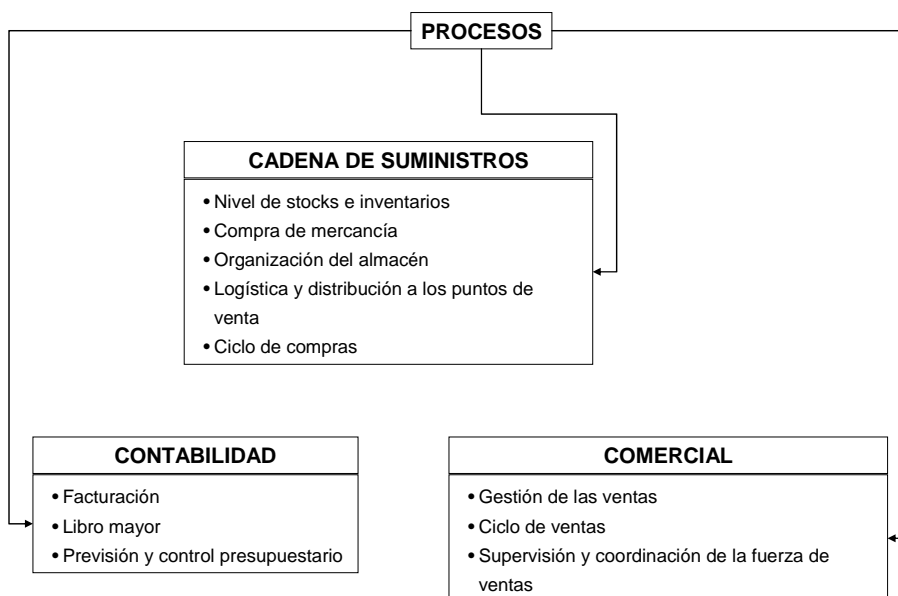 PROCESOS
CADENA DE SUMINISTROS
• Nivel de stocks e inventarios
• Compra de mercancía
• Organización del almacén
• Logística y distribución a los puntos de
venta
• Ciclo de compras
CONTABILIDAD
• Facturación
• Libro mayor
• Previsión y control presupuestario
COMERCIAL
• Gestión de las ventas
• Ciclo de ventas
• Supervisión y coordinación de la fuerza de
ventas